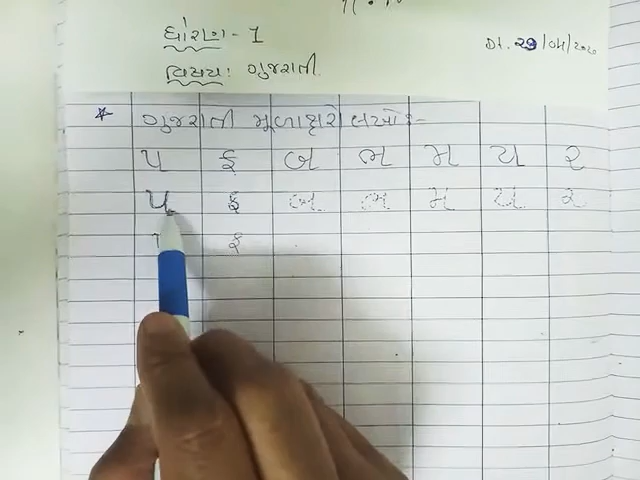 ધોરણ - 1
Dt. 29/04/2020
વિષય: ગુજરાતી
* ગુજરાતી મૂળાક્ષરો લખો:-
પ ફ બ ભ મ ય ર
પ ફ બ ભ મ ય ર